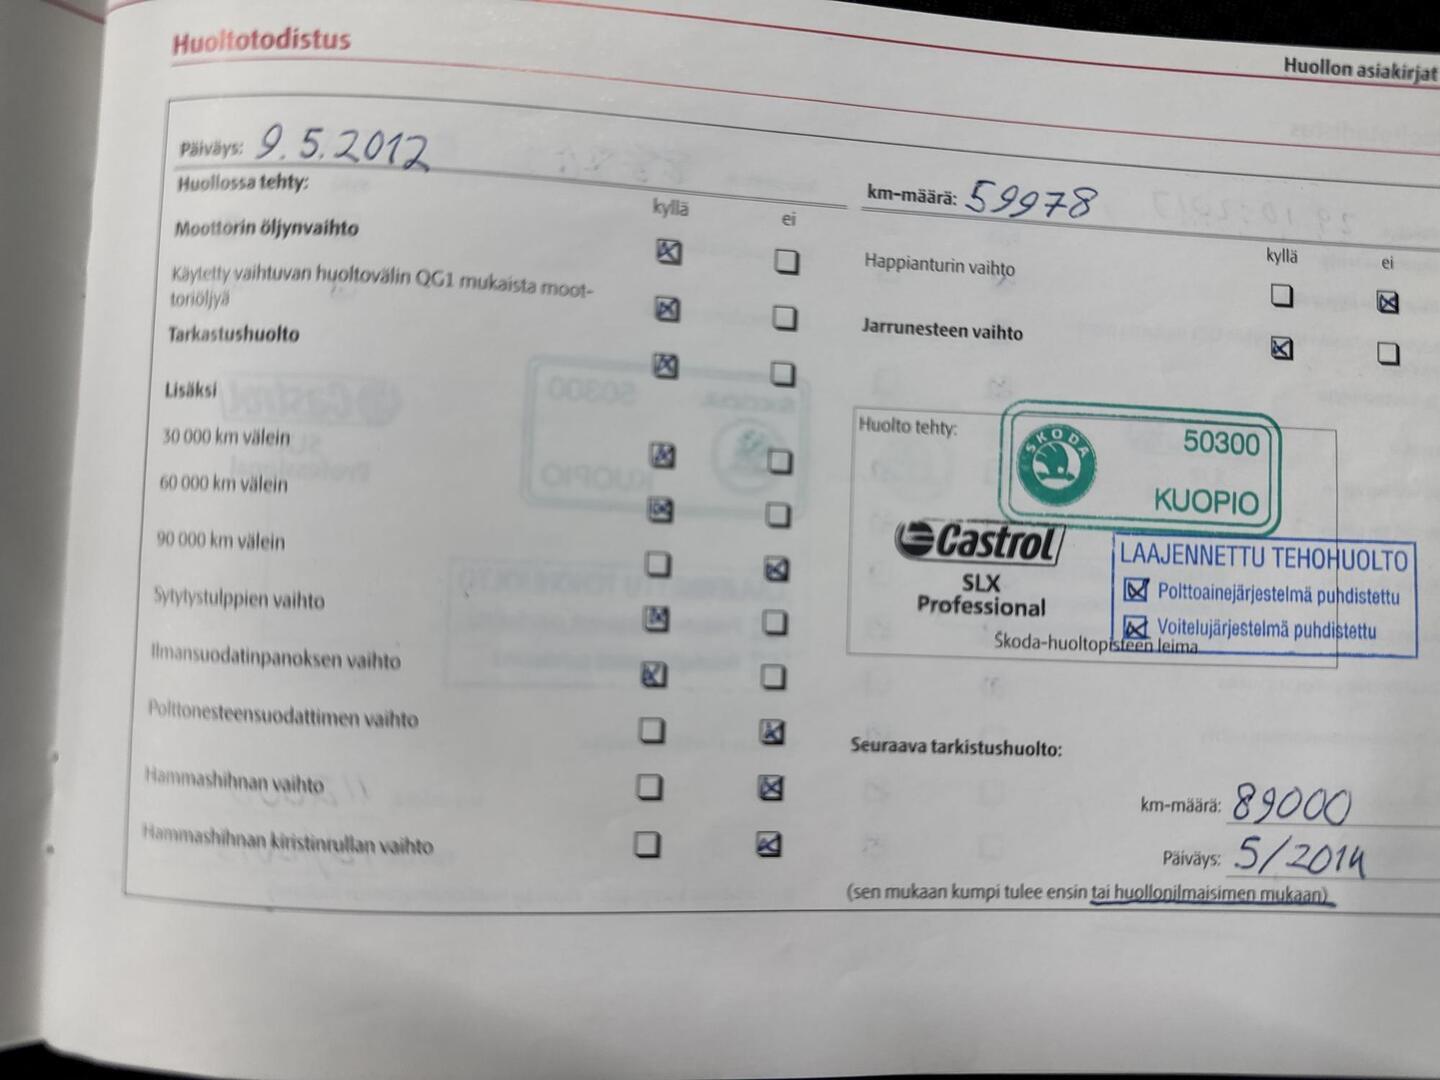 Huoltotodistus
Huollon asiakirjat
Päiväys: 9.5.2012
Huollossa tehty:
kyllä ei
Moottorin öljynvaihto
Käytetty vaihtuvan huoltovälin QG1 mukaista moot-
toriöljyä
Tarkastushuolto
Lisäksi
30 000 km välein
60 000 km välein
90 000 km välein
Sytytystulppien vaihto
Ilmansuodatinpanoksen vaihto
Polttonesteensuodattimen vaihto
Hammashihnan vaihto
Hammashihnan kiristinrullan vaihto
km-määrä: 59978
kyllä ei
Happianturin vaihto
Jarrunesteen vaihto
Huolto tehty:
SKODA
50300
KUOPIO
Castrol
SLX
Professional
LAAJENNETTU TEHOHUOLTO
Polttoainejärjestelmä puhdistettu
Voitelujärjestelmä puhdistettu
Škoda-huoltopisteen leima
Seuraava tarkistushuolto:
km-määrä: 89000
Päiväys: 5/2014
(sen mukaan kumpi tulee ensin tai huollonilmaisimen mukaan)